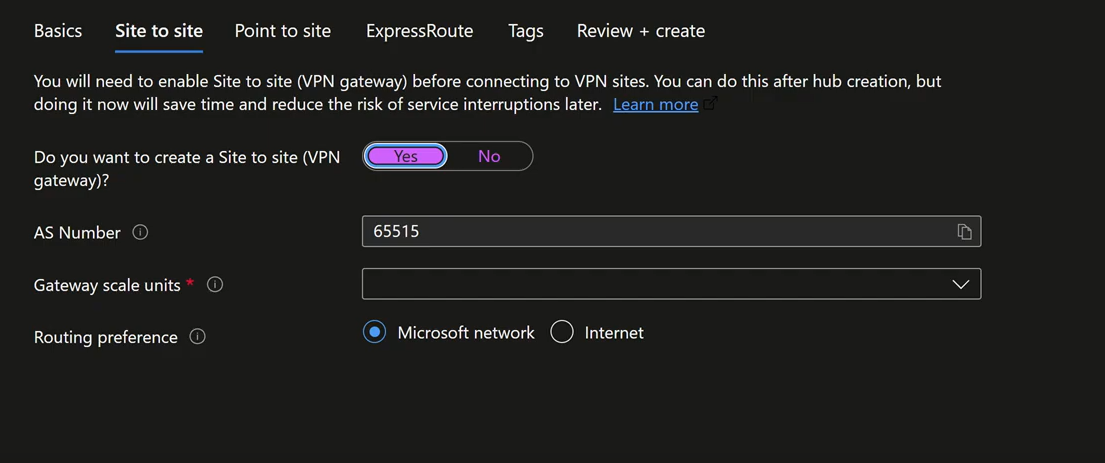 Basics Site to site Point to site ExpressRoute Tags Review + create
You will need to enable Site to site (VPN gateway) before connecting to VPN sites. You can do this after hub creation, but
doing it now will save time and reduce the risk of service interruptions later. Learn more
Do you want to create a Site to site (VPN
gateway)?
Yes No
AS Number
65515
Gateway scale units *
Routing preference
Microsoft network Internet